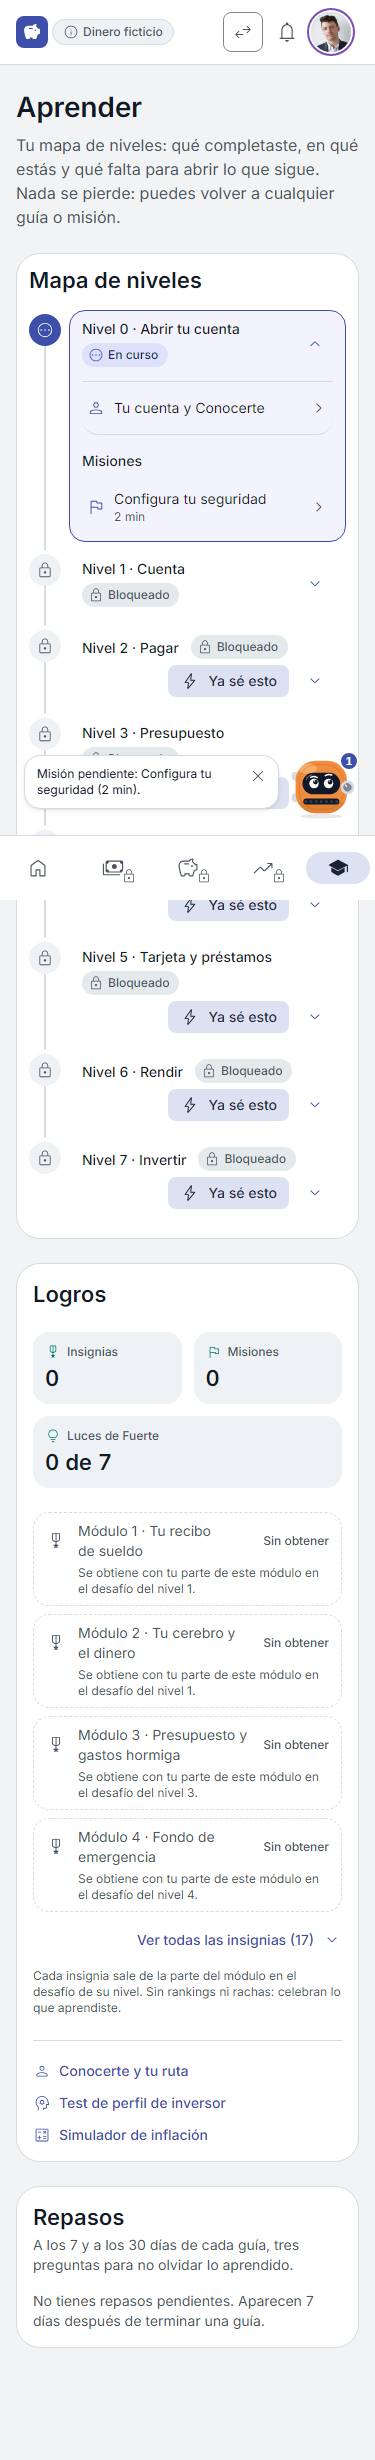 Dinero ficticio
Aprender
Tu mapa de niveles: qué completaste, en qué
estás y qué falta para abrir lo que sigue.
Nada se pierde: puedes volver a cualquier
guía o misión.
Mapa de niveles
Nivel 0 · Abrir tu cuenta
En curso
Tu cuenta y Conocerte
Misiones
Configura tu seguridad
2 min
Nivel 1 · Cuenta
Bloqueado
Nivel 2 · Pagar
Bloqueado
Ya sé esto
Nivel 3 · Presupuesto
Misión pendiente: Configura tu
seguridad (2 min).
1
Ya sé esto
Nivel 5 · Tarjeta y préstamos
Bloqueado
Ya sé esto
Nivel 6 · Rendir
Bloqueado
Ya sé esto
Nivel 7 · Invertir
Bloqueado
Ya sé esto
Logros
Insignias
0
Misiones
0
Luces de Fuerte
0 de 7
Módulo 1 · Tu recibo
de sueldo
Sin obtener
Se obtiene con tu parte de este módulo en
el desafío del nivel 1.
Módulo 2 · Tu cerebro y
el dinero
Sin obtener
Se obtiene con tu parte de este módulo en
el desafío del nivel 1.
Módulo 3 · Presupuesto y
gastos hormiga
Sin obtener
Se obtiene con tu parte de este módulo en
el desafío del nivel 3.
Módulo 4 · Fondo de
emergencia
Sin obtener
Se obtiene con tu parte de este módulo en
el desafío del nivel 4.
Ver todas las insignias (17)
Cada insignia sale de la parte del módulo en el
desafío de su nivel. Sin rankings ni rachas: celebran lo
que aprendiste.
Conocerte y tu ruta
Test de perfil de inversor
Simulador de inflación
Repasos
A los 7 y a los 30 días de cada guía, tres
preguntas para no olvidar lo aprendido.
No tienes repasos pendientes. Aparecen 7
días después de terminar una guía.